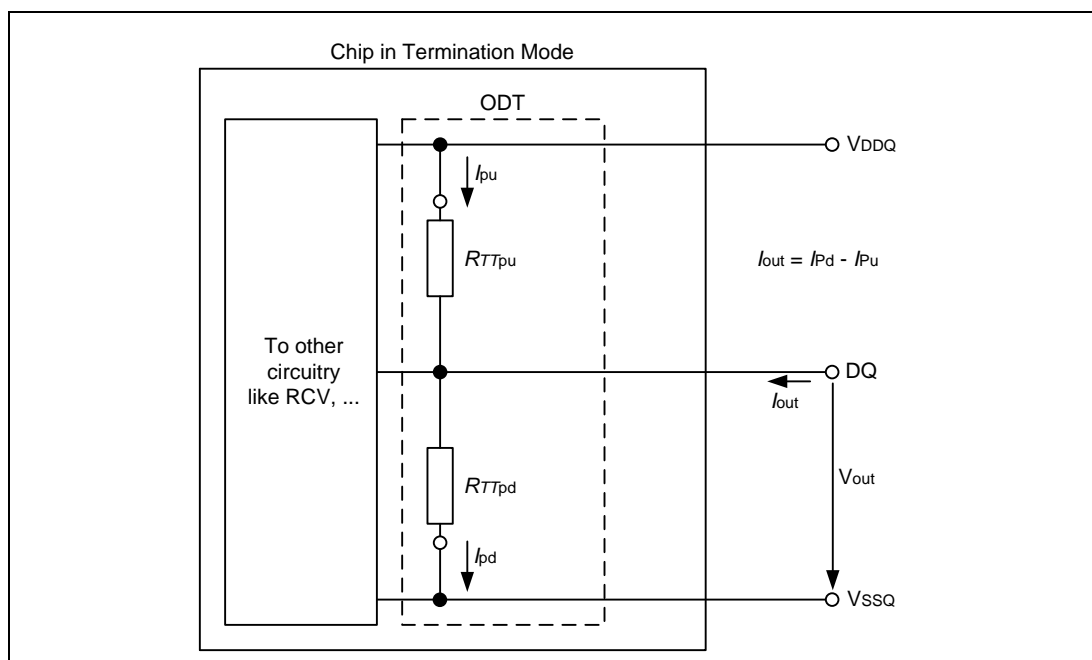 Chip in Termination Mode
ODT
VDDQ
Ipu
RTTpu
Iout = IPd - IPu
To other
circuitry
like RCV, ...
DQ
Iout
RTTpd
Vout
Ipd
VSSQ